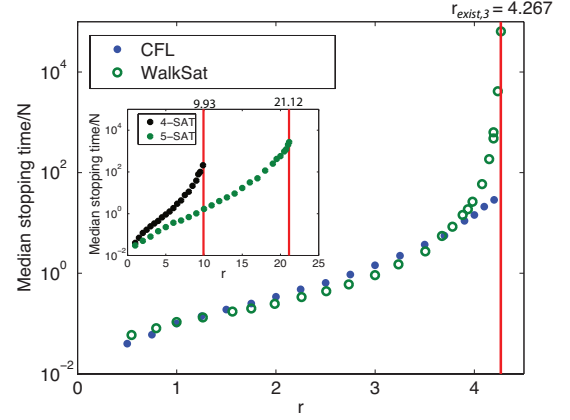 r_{exist,3} = 4.267
CFL
WalkSat
Median stopping time/N
10^4
10^2
10^0
10^{-2}
0 1 2 3 4
r
9.93 21.12
4-SAT
5-SAT
Median stopping time/N
10^4
10^2
10^0
10^{-2}
0 5 10 15 20 25
r